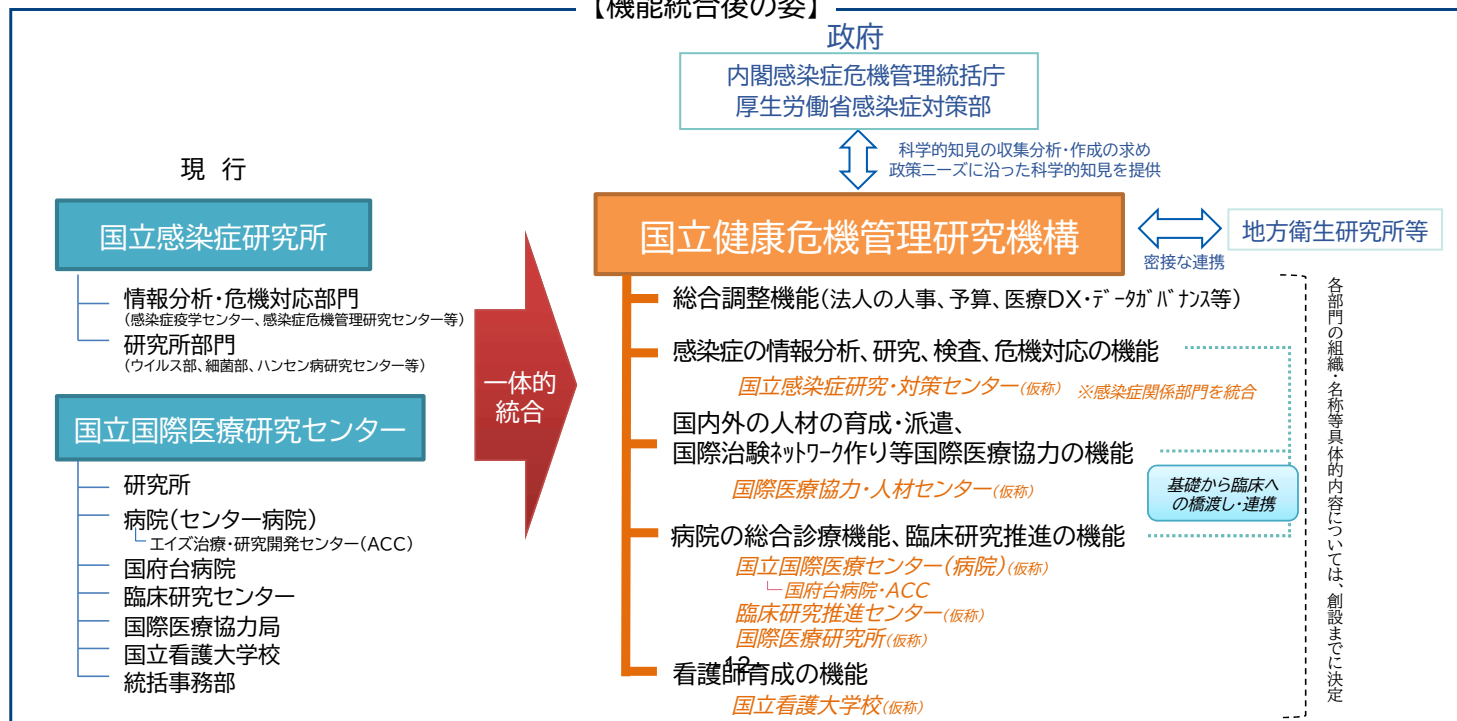 【機能統合後の姿】
政府
内閣感染症危機管理統括庁
厚生労働省感染症対策部
科学的知見の収集分析・作成の求め
政策ニーズに沿った科学的知見を提供
現 行
国立感染症研究所
情報分析・危機対応部門
(感染症疫学センター、感染症危機管理研究センター等)
研究所部門
(ウイルス部、細菌部、ハンセン病研究センター等)
国立国際医療研究センター
研究所
病院(センター病院)
エイズ治療・研究開発センター(ACC)
国府台病院
臨床研究センター
国際医療協力局
国立看護大学校
統括事務部
一体的
統合
国立健康危機管理研究機構
密接な連携
地方衛生研究所等
総合調整機能(法人の人事、予算、医療DX・ﾃﾞｰﾀｶﾞﾊﾞﾅﾝｽ等)
感染症の情報分析、研究、検査、危機対応の機能
国立感染症研究・対策センター(仮称) ※感染症関係部門を統合
国内外の人材の育成・派遣、
国際治験ﾈｯﾄﾜｰｸ作り等国際医療協力の機能
国際医療協力・人材センター(仮称)
基礎から臨床へ
の橋渡し・連携
病院の総合診療機能、臨床研究推進の機能
国立国際医療センター(病院)(仮称)
国府台病院・ACC
臨床研究推進センター(仮称)
国際医療研究所(仮称)
12
看護師育成の機能
国立看護大学校(仮称)
各部門の組織・名称等具体的内容については、創設までに決定